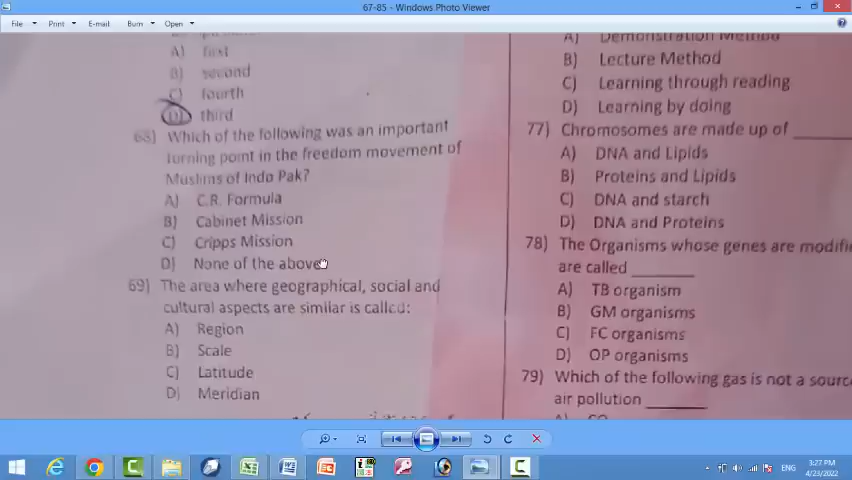 67-85 - Windows Photo Viewer
File Print E-mail Burn Open
A) first
B) second
C) fourth
D) third
68) Which of the following was an important
turning point in the freedom movement of
Muslims of Indo Pak?
A) C.R. Formula
B) Cabinet Mission
C) Cripps Mission
D) None of the above
69) The area where geographical, social and
cultural aspects are similar is called:
A) Region
B) Scale
C) Latitude
D) Meridian
A) Demonstration Method
B) Lecture Method
C) Learning through reading
D) Learning by doing
77) Chromosomes are made up of ______
A) DNA and Lipids
B) Proteins and Lipids
C) DNA and starch
D) DNA and Proteins
78) The Organisms whose genes are modifi
are called ______
A) TB organism
B) GM organisms
C) FC organisms
D) OP organisms
79) Which of the following gas is not a sourc
air pollution ______
ENG
3:27 PM
4/23/2022